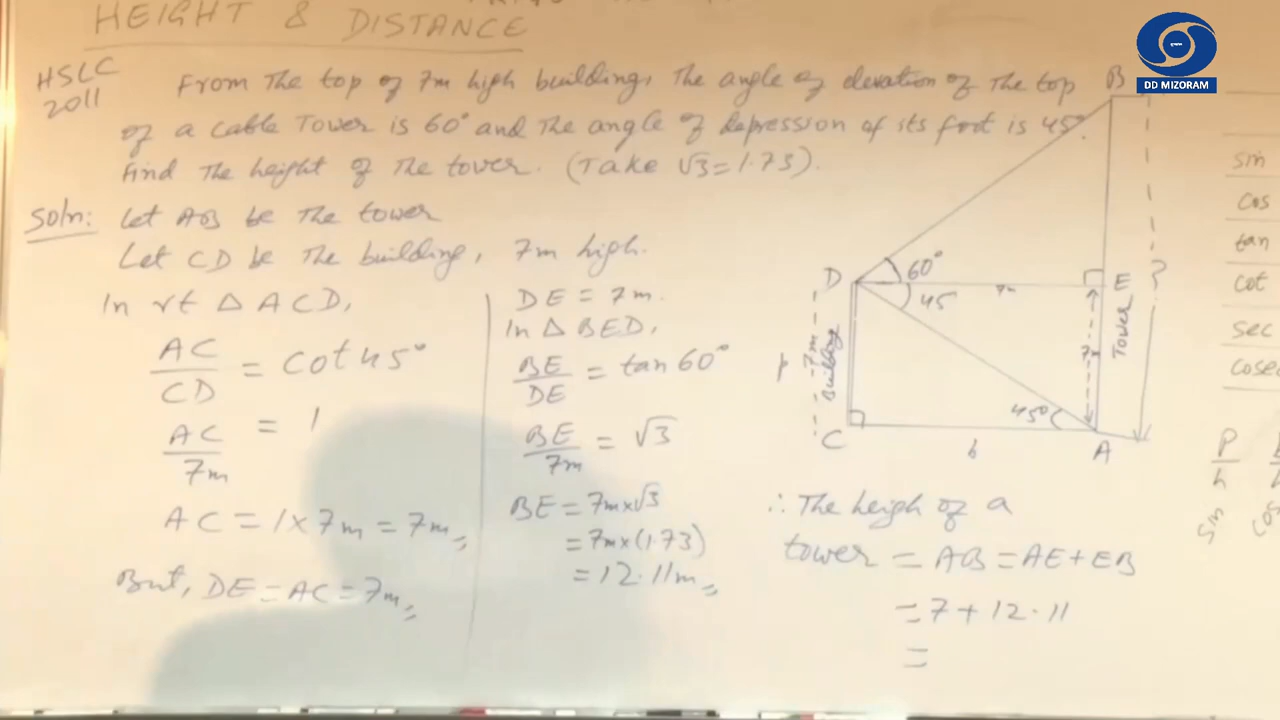 HEIGHT & DISTANCE
DD MIZORAM
HSLC
2011
From The top of 7m high building, The angle of elevation of The top
of a cable Tower is 60° and The angle of depression of its foot is 45°.
Find The height of The tower. (Take √3=1.73).
Soln: Let AB be The tower
Let CD be The building, 7m high.
In rt △ ACD,
AC/CD = cot 45°
AC/7m = 1
AC = 1 x 7m = 7m
But, DE = AC = 7m
DE = 7m.
In △ BED,
BE/DE = tan 60°
BE/7m = √3
BE = 7m x √3
= 7m x (1.73)
= 12.11m
B
D
60°
45
7m
E
?
p
7m
Building
7m
Tower
45°
C
b
A
∴ The heigh of a
tower = AB = AE + EB
= 7 + 12.11
=
sin
cos
tan
cot
sec
cosec
P/h
sin